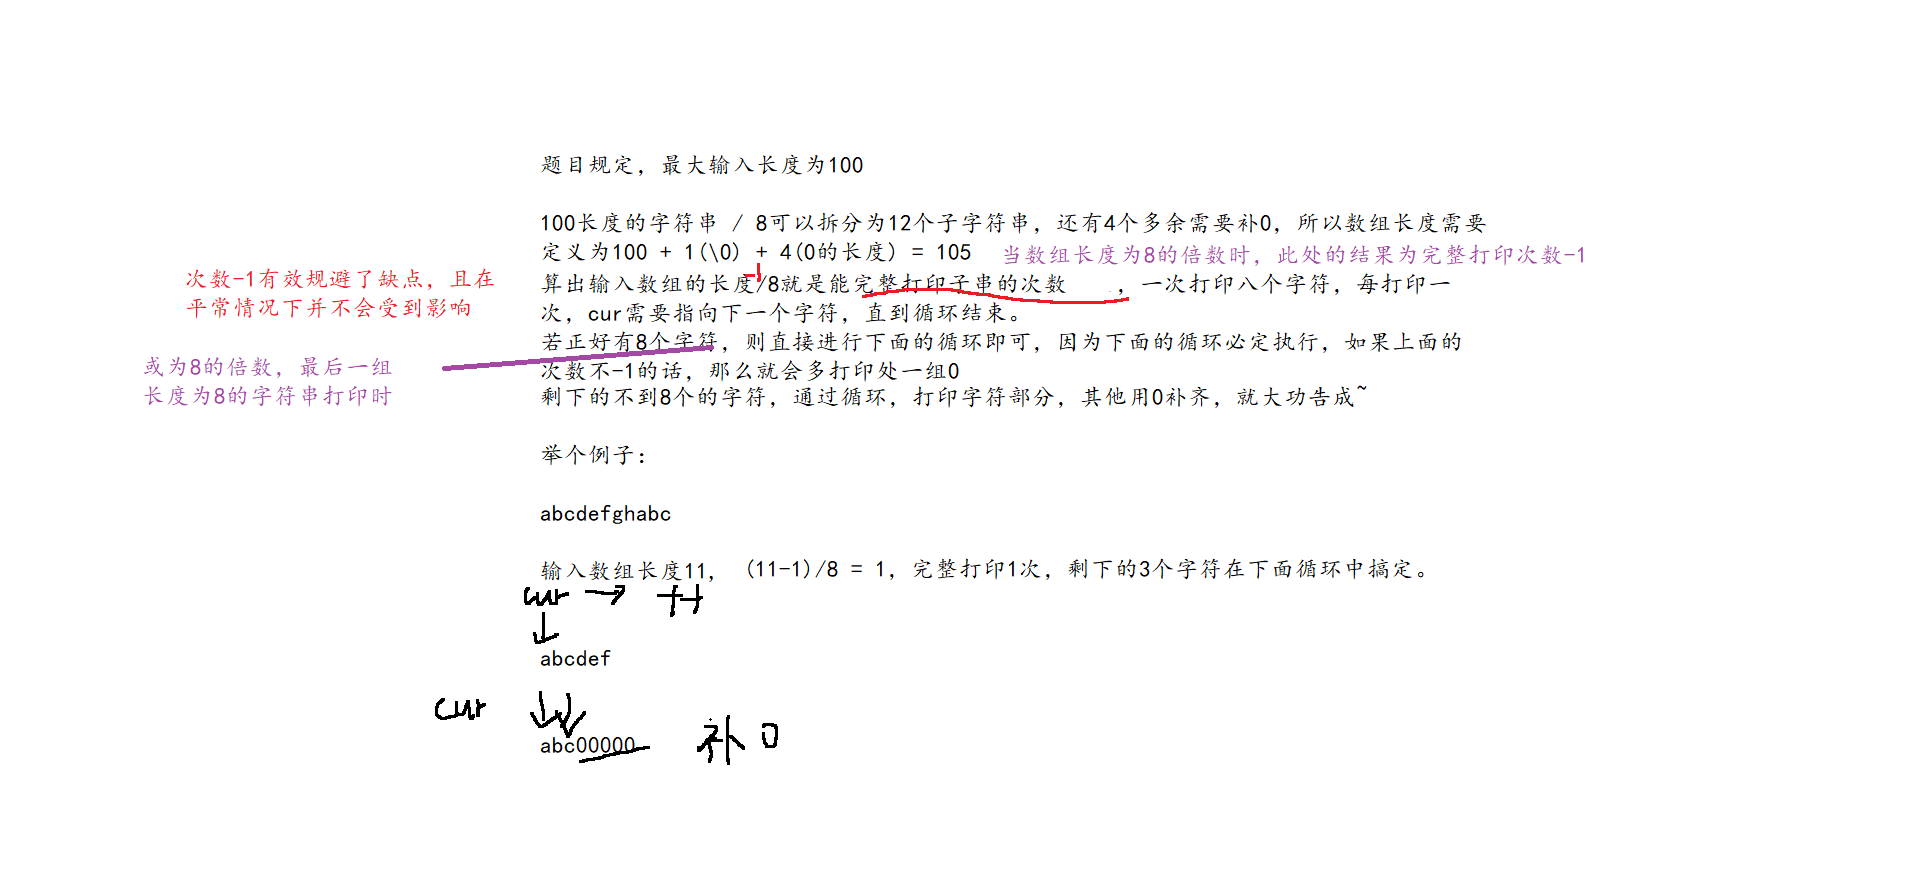 题目规定，最大输入长度为100
100长度的字符串 / 8可以拆分为12个子字符串，还有4个多余需要补0，所以数组长度需要
定义为100 + 1(\0) + 4(0的长度) = 105
当数组长度为8的倍数时，此处的结果为完整打印次数-1
次数-1有效规避了缺点，且在
平常情况下并不会受到影响
-1
算出输入数组的长度/8就是能完整打印子串的次数 ，一次打印八个字符，每打印一
次，cur需要指向下一个字符，直到循环结束。
若正好有8个字符，则直接进行下面的循环即可，因为下面的循环必定执行，如果上面的
次数不-1的话，那么就会多打印处一组0
或为8的倍数，最后一组
长度为8的字符串打印时
剩下的不到8个的字符，通过循环，打印字符部分，其他用0补齐，就大功告成~
举个例子：
abcdefghabc
输入数组长度11， (11-1)/8 = 1，完整打印1次，剩下的3个字符在下面循环中搞定。
cur → ++
abcdef
cur
abc00000 补0